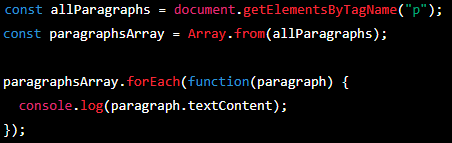 const allParagraphs = document.getElementsByTagName("p");
const paragraphsArray = Array.from(allParagraphs);
paragraphsArray.forEach(function(paragraph) {
  console.log(paragraph.textContent);
});